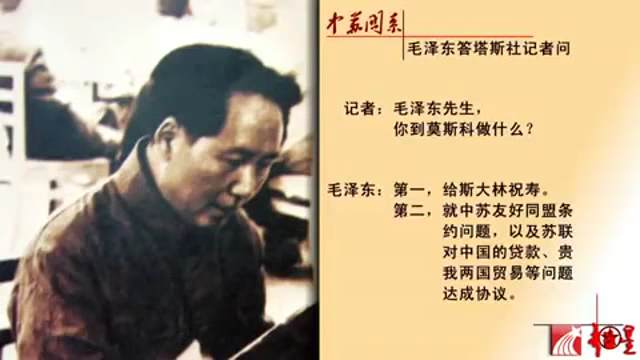 中苏关系
毛泽东答塔斯社记者问
记者：毛泽东先生，
你到莫斯科做什么？
毛泽东：第一，给斯大林祝寿。
第二，就中苏友好同盟条
约问题，以及苏联
对中国的贷款、贵
我两国贸易等问题
达成协议。